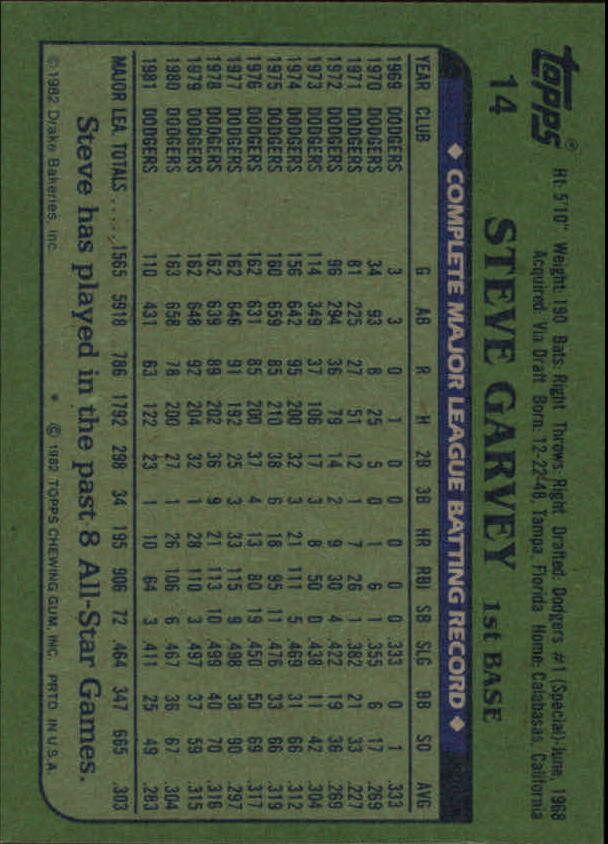 topps®
Ht: 5'10" Weight: 190 Bats: Right Throws: Right Drafted: Dodgers #1 (Special) June, 1968
Acquired: Via Draft Born: 12-22-48, Tampa, Florida Home: Calabasas, California
14 STEVE GARVEY 1st BASE
◆ COMPLETE MAJOR LEAGUE BATTING RECORD ◆
YEAR CLUB G AB R H 2B 3B HR RBI SB SLG BB SO AVG
1969 DODGERS 3 3 0 1 0 0 0 0 0 .333 0 1 .333
1970 DODGERS 34 93 8 25 5 0 1 6 1 .355 6 17 .269
1971 DODGERS 81 225 27 51 12 1 7 26 1 .382 21 33 .227
1972 DODGERS 96 294 36 79 14 2 9 30 4 .422 19 36 .269
1973 DODGERS 114 349 37 106 17 3 8 50 0 .438 11 42 .304
1974 DODGERS 156 642 95 200 32 3 21 111 5 .469 31 66 .312
1975 DODGERS 160 659 85 210 38 6 18 95 11 .476 33 66 .319
1976 DODGERS 162 631 85 200 37 4 13 80 19 .450 50 69 .317
1977 DODGERS 162 646 91 192 25 3 33 115 9 .498 38 90 .297
1978 DODGERS 162 639 89 202 36 9 21 113 10 .499 40 70 .316
1979 DODGERS 162 648 92 204 32 1 28 110 3 .497 37 59 .315
1980 DODGERS 163 658 78 200 27 1 26 106 6 .467 36 67 .304
1981 DODGERS 110 431 63 122 23 1 10 64 3 .411 25 49 .283
MAJOR LEA. TOTALS ..... 1565 5918 786 1792 298 34 195 906 72 .464 347 665 .303
Steve has played in the past 8 All-Star Games.
©1982 Drake Bakeries, Inc. * © 1982 TOPPS CHEWING GUM, INC. PRTD. IN U.S.A.